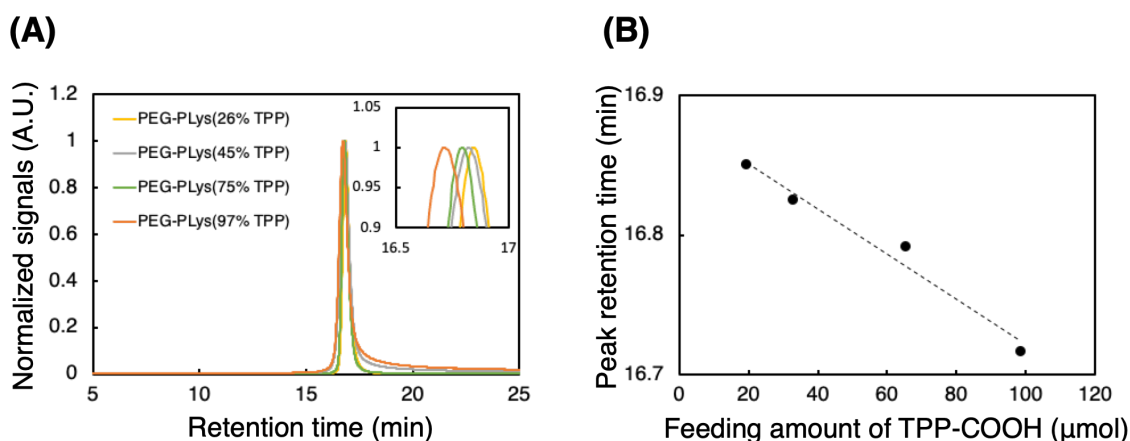 (A)
Normalized signals (A.U.)
1.2
1
0.8
0.6
0.4
0.2
0
PEG-PLys(26% TPP)
PEG-PLys(45% TPP)
PEG-PLys(75% TPP)
PEG-PLys(97% TPP)
1.05
1
0.95
0.9
16.5
17
5
10
15
20
25
Retention time (min)
(B)
Peak retention time (min)
16.9
16.8
16.7
0
20
40
60
80
100
120
Feeding amount of TPP-COOH (μmol)